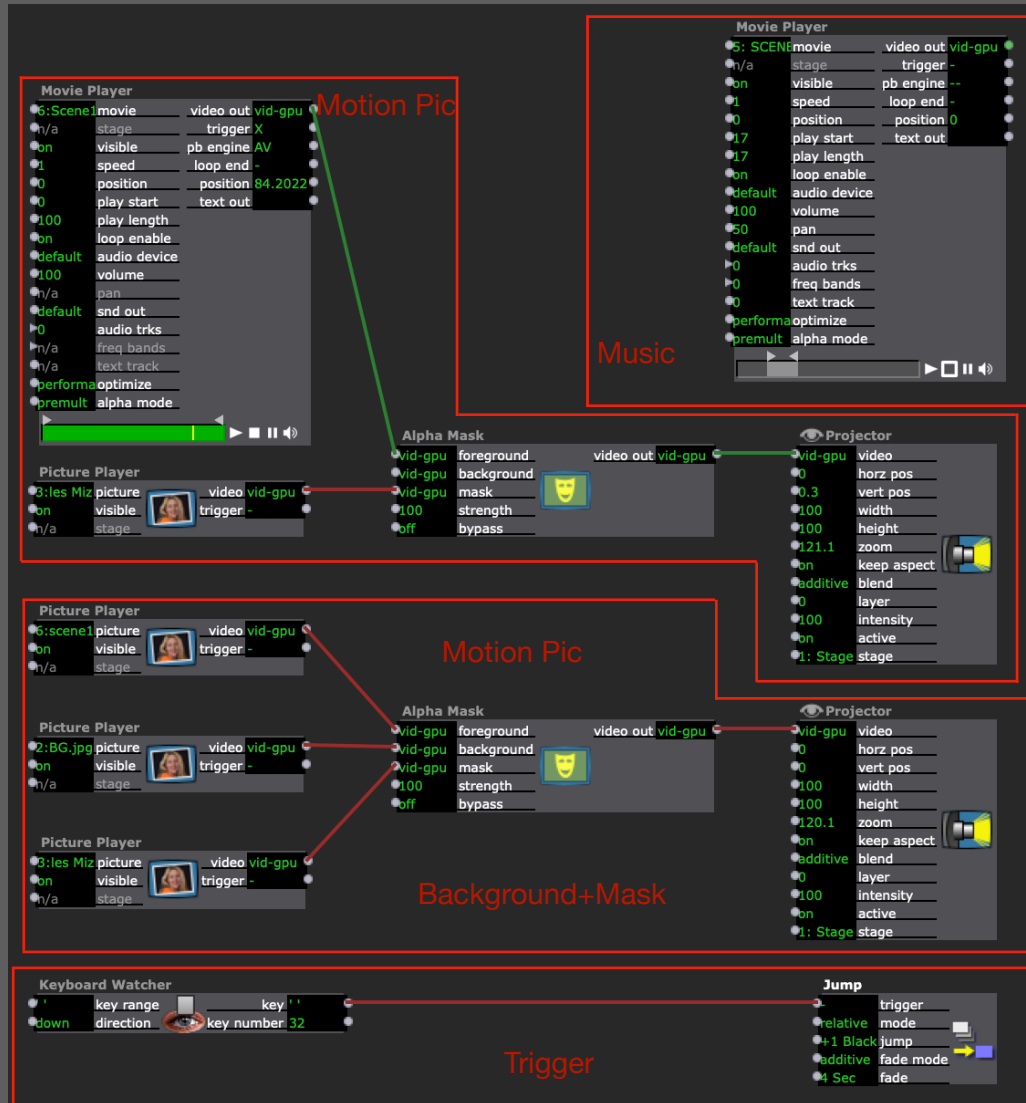 Movie Player
5: SCENE movie video out vid-gpu
n/a stage trigger -
on visible pb engine --
1 speed loop end -
0 position position 0
17 play start text out
17 play length
on loop enable
default audio device
100 volume
50 pan
default snd out
0 audio trks
0 freq bands
0 text track
performa optimize
premult alpha mode
Music
Movie Player
Motion Pic
6:Scene1 movie video out vid-gpu
n/a stage trigger X
on visible pb engine AV
1 speed loop end -
0 position position 84.2022
0 play start text out
100 play length
on loop enable
default audio device
100 volume
n/a pan
default snd out
0 audio trks
n/a freq bands
n/a text track
performa optimize
premult alpha mode
Picture Player
3:les Miz picture video vid-gpu
on visible trigger -
n/a stage
Alpha Mask
vid-gpu foreground video out vid-gpu
vid-gpu background
vid-gpu mask
100 strength
off bypass
Projector
vid-gpu video
0 horz pos
0.3 vert pos
100 width
100 height
121.1 zoom
on keep aspect
additive blend
0 layer
100 intensity
on active
1: Stage stage
Picture Player
6:scene1 picture video vid-gpu
on visible trigger -
n/a stage
Motion Pic
Picture Player
2:BG.jpg picture video vid-gpu
on visible trigger -
n/a stage
Picture Player
3:les Miz picture video vid-gpu
on visible trigger -
n/a stage
Alpha Mask
vid-gpu foreground video out vid-gpu
vid-gpu background
vid-gpu mask
100 strength
off bypass
Background+Mask
Projector
vid-gpu video
0 horz pos
0 vert pos
100 width
100 height
120.1 zoom
on keep aspect
additive blend
0 layer
100 intensity
on active
1: Stage stage
Keyboard Watcher
' ' key range key ' '
down direction key number 32
Jump
- trigger
relative mode
+1 Black jump
additive fade mode
4 Sec fade
Trigger